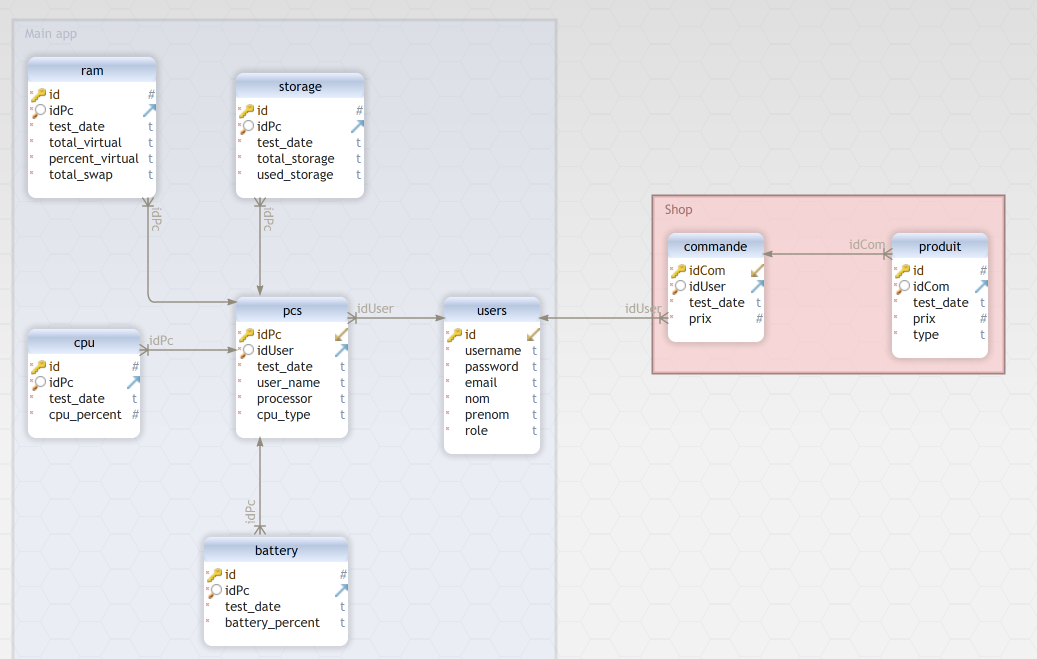 Main app
ram
id #
idPc
test_date t
total_virtual t
percent_virtual t
total_swap t
storage
id #
idPc
test_date t
total_storage t
used_storage t
idPc
idPc
Shop
commande
idCom
idUser
test_date t
prix #
idCom
produit
id #
idCom
test_date t
prix #
type t
cpu
id #
idPc
test_date t
cpu_percent #
idPc
pcs
idPc
idUser
test_date t
user_name t
processor t
cpu_type t
idUser
users
id
username t
password t
email t
nom t
prenom t
role t
idUser
idPc
battery
id #
idPc
test_date t
battery_percent t